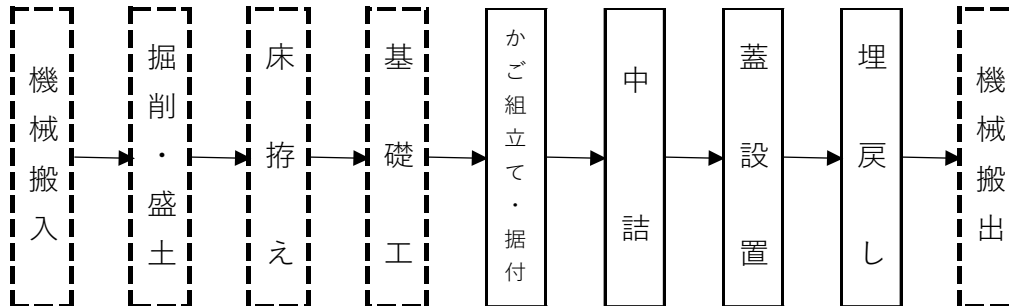 機械搬入
掘削・盛土
床拵え
基礎工
かご組立て・据付
中詰
蓋設置
埋戻し
機械搬出